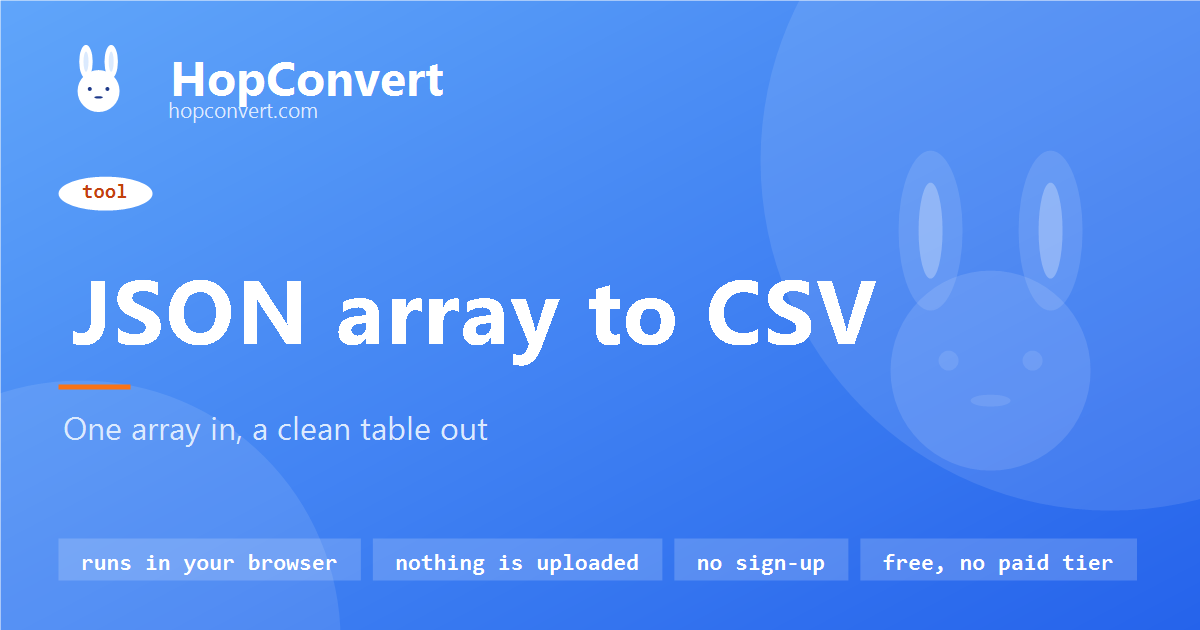 HopConvert
hopconvert.com
tool
JSON array to CSV
One array in, a clean table out
runs in your browser
nothing is uploaded
no sign-up
free, no paid tier